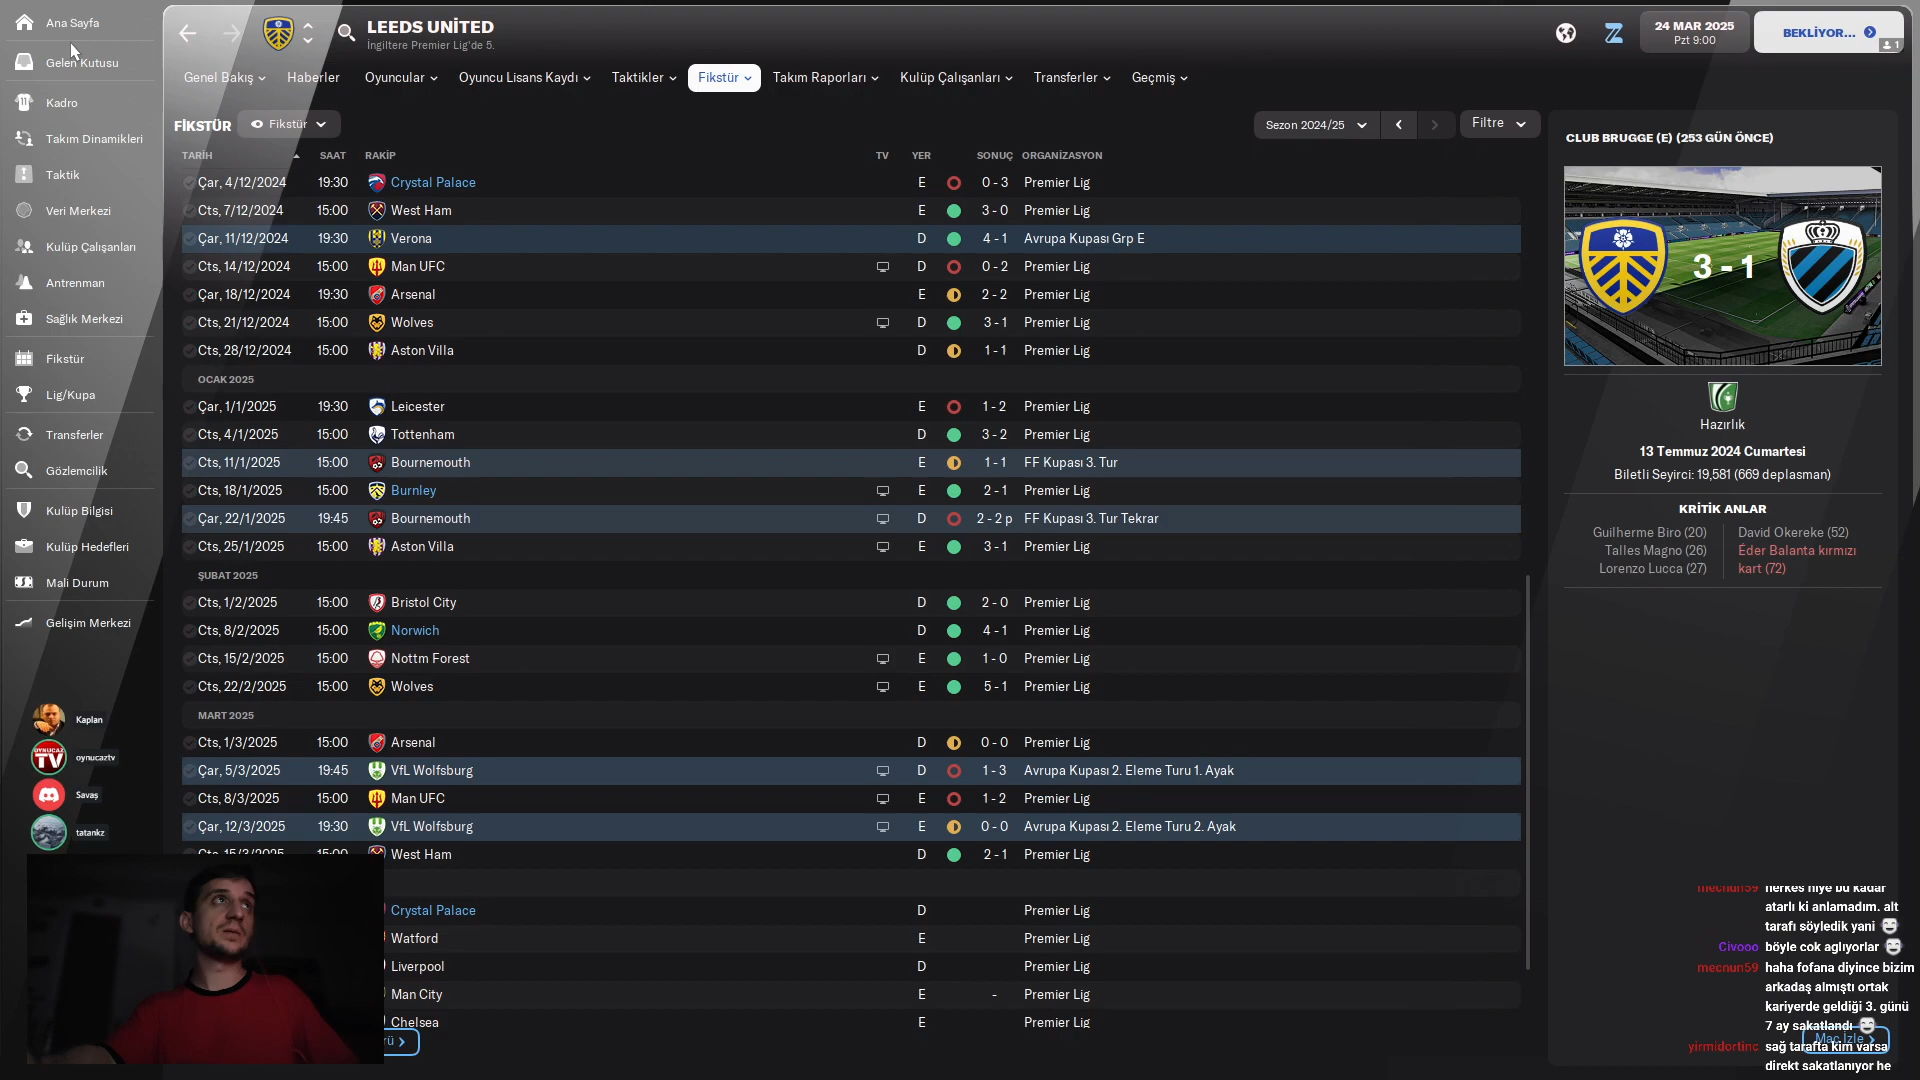 Ana Sayfa
Gelen Kutusu
Kadro
Takım Dinamikleri
Taktik
Veri Merkezi
Kulüp Çalışanları
Antrenman
Sağlık Merkezi
Fikstür
Lig/Kupa
Transferler
Gözlemcilik
Kulüp Bilgisi
Kulüp Hedefleri
Mali Durum
Gelişim Merkezi
Kaplan
oynucaztv
Savaş
tatankz
LEEDS UNİTED
İngiltere Premier Lig'de 5.
24 MAR 2025
Pzt 9:00
BEKLİYOR...
1
Genel Bakış Haberler Oyuncular Oyuncu Lisans Kaydı Taktikler Fikstür Takım Raporları Kulüp Çalışanları Transferler Geçmiş
FİKSTÜR Fikstür Sezon 2024/25 Filtre
TARİH SAAT RAKİP TV YER SONUÇ ORGANİZASYON
Çar, 4/12/2024 19:30 Crystal Palace E 0 - 3 Premier Lig
Cts, 7/12/2024 15:00 West Ham E 3 - 0 Premier Lig
Çar, 11/12/2024 19:30 Verona D 4 - 1 Avrupa Kupası Grp E
Cts, 14/12/2024 15:00 Man UFC D 0 - 2 Premier Lig
Çar, 18/12/2024 19:30 Arsenal E 2 - 2 Premier Lig
Cts, 21/12/2024 15:00 Wolves D 3 - 1 Premier Lig
Cts, 28/12/2024 15:00 Aston Villa D 1 - 1 Premier Lig
OCAK 2025
Çar, 1/1/2025 19:30 Leicester E 1 - 2 Premier Lig
Cts, 4/1/2025 15:00 Tottenham D 3 - 2 Premier Lig
Cts, 11/1/2025 15:00 Bournemouth E 1 - 1 FF Kupası 3. Tur
Cts, 18/1/2025 15:00 Burnley E 2 - 1 Premier Lig
Çar, 22/1/2025 19:45 Bournemouth D 2 - 2 p FF Kupası 3. Tur Tekrar
Cts, 25/1/2025 15:00 Aston Villa E 3 - 1 Premier Lig
ŞUBAT 2025
Cts, 1/2/2025 15:00 Bristol City D 2 - 0 Premier Lig
Cts, 8/2/2025 15:00 Norwich D 4 - 1 Premier Lig
Cts, 15/2/2025 15:00 Nottm Forest E 1 - 0 Premier Lig
Cts, 22/2/2025 15:00 Wolves E 5 - 1 Premier Lig
MART 2025
Cts, 1/3/2025 15:00 Arsenal D 0 - 0 Premier Lig
Çar, 5/3/2025 19:45 VfL Wolfsburg D 1 - 3 Avrupa Kupası 2. Eleme Turu 1. Ayak
Cts, 8/3/2025 15:00 Man UFC E 1 - 2 Premier Lig
Çar, 12/3/2025 19:30 VfL Wolfsburg E 0 - 0 Avrupa Kupası 2. Eleme Turu 2. Ayak
Cts, 15/3/2025 15:00 West Ham D 2 - 1 Premier Lig
Crystal Palace D Premier Lig
Watford E Premier Lig
Liverpool D Premier Lig
Man City E - Premier Lig
Chelsea E Premier Lig
CLUB BRUGGE (E) (253 GÜN ÖNCE)
3 - 1
Hazırlık
13 Temmuz 2024 Cumartesi
Biletli Seyirci: 19,581 (669 deplasman)
KRİTİK ANLAR
Guilherme Biro (20) David Okereke (52)
Talles Magno (26) Éder Balanta kırmızı
Lorenzo Lucca (27) kart (72)
mecnun59 herkes niye bu kadar
atarlı ki anlamadım. alt
tarafı söyledik yani
Civooo böyle cok aglıyorlar
mecnun59 haha fofana diyince bizim
arkadaş almıştı ortak
kariyerde geldiği 3. günü
7 ay sakatlandı
Maç İzle
yirmidortinc sağ tarafta kim varsa
direkt sakatlanıyor he